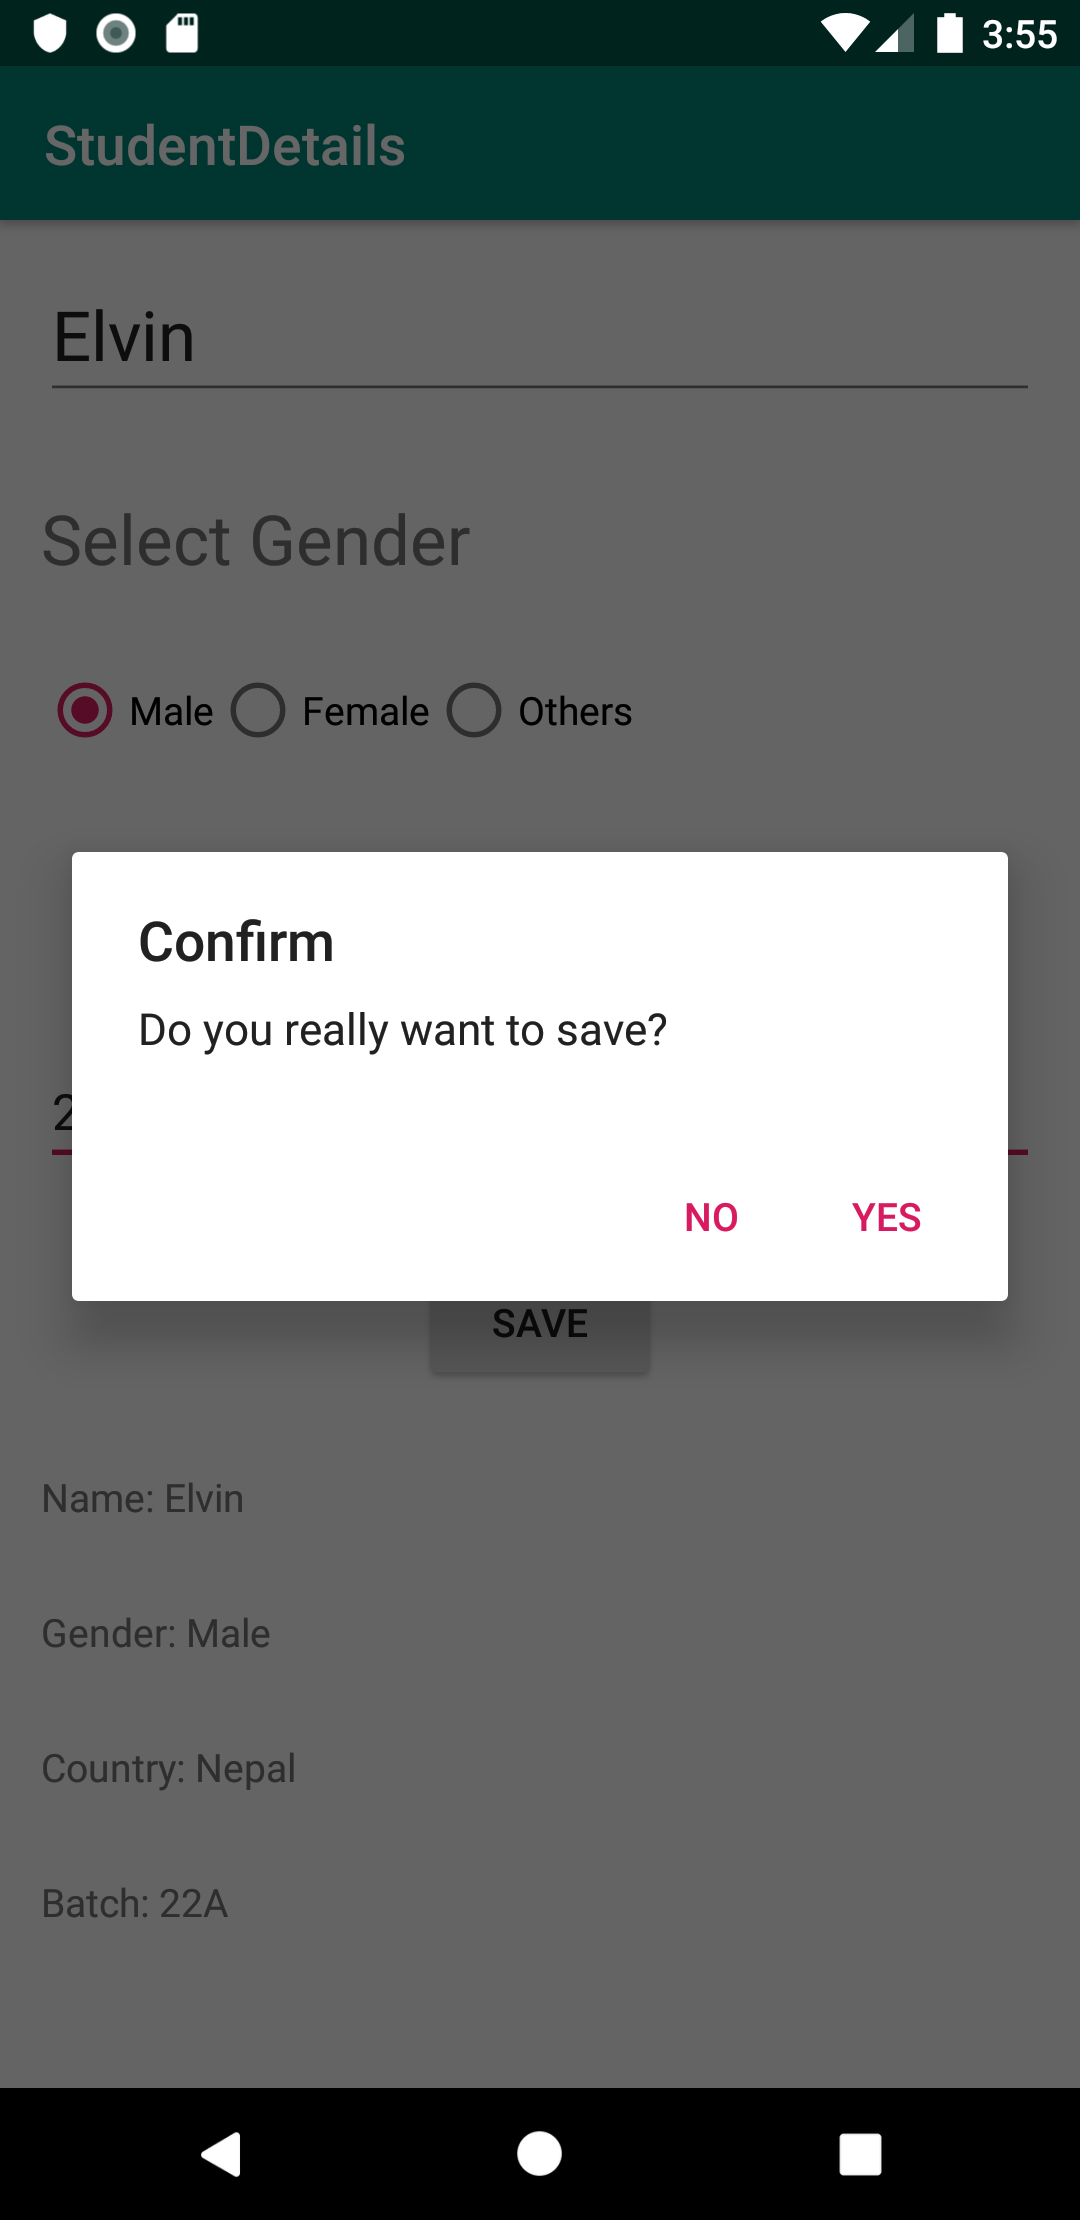 3:55
StudentDetails
Elvin
Select Gender
Male Female Others
Confirm
Do you really want to save?
2
NO YES
SAVE
Name: Elvin
Gender: Male
Country: Nepal
Batch: 22A